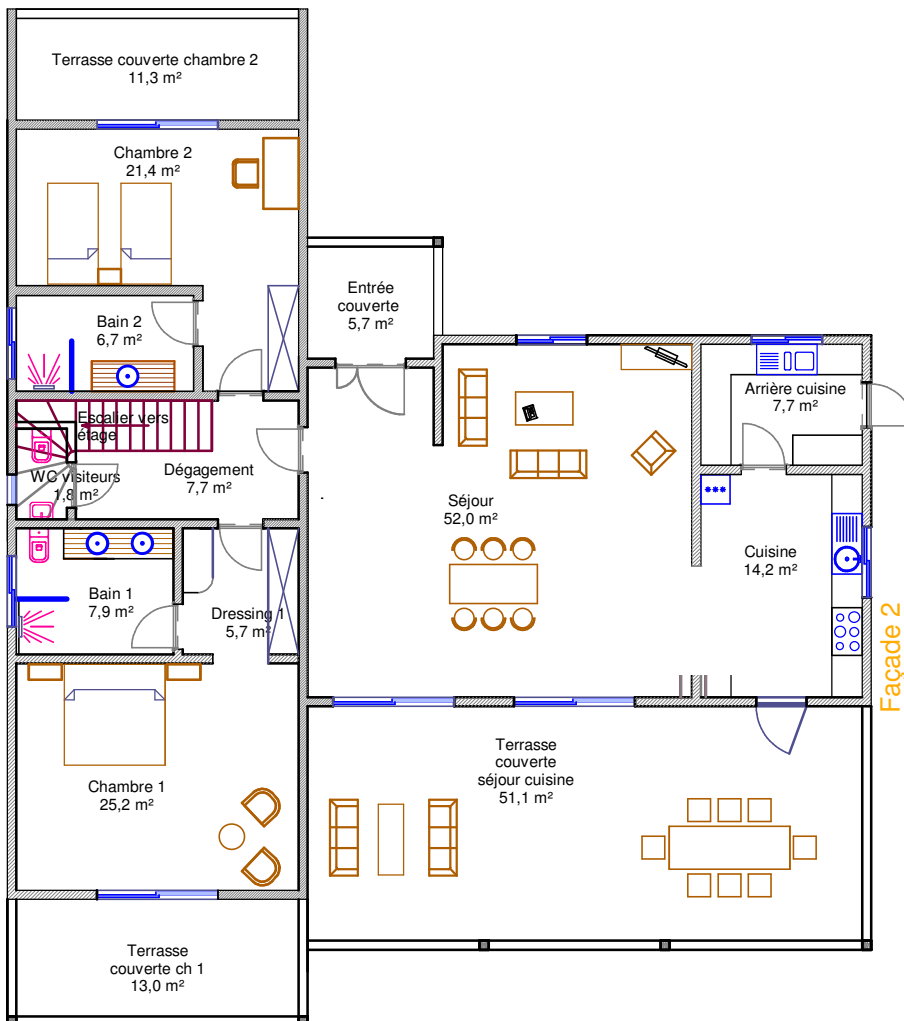 Terrasse couverte chambre 2
11,3 m²
Chambre 2
21,4 m²
Entrée
couverte
5,7 m²
Bain 2
6,7 m²
Arrière cuisine
7,7 m²
Escalier vers
étage
WC visiteurs
1,8 m²
Dégagement
7,7 m²
Séjour
52,0 m²
Cuisine
14,2 m²
Bain 1
7,9 m²
Dressing 1
5,7 m²
Façade 2
Chambre 1
25,2 m²
Terrasse
couverte
séjour cuisine
51,1 m²
Terrasse
couverte ch 1
13,0 m²